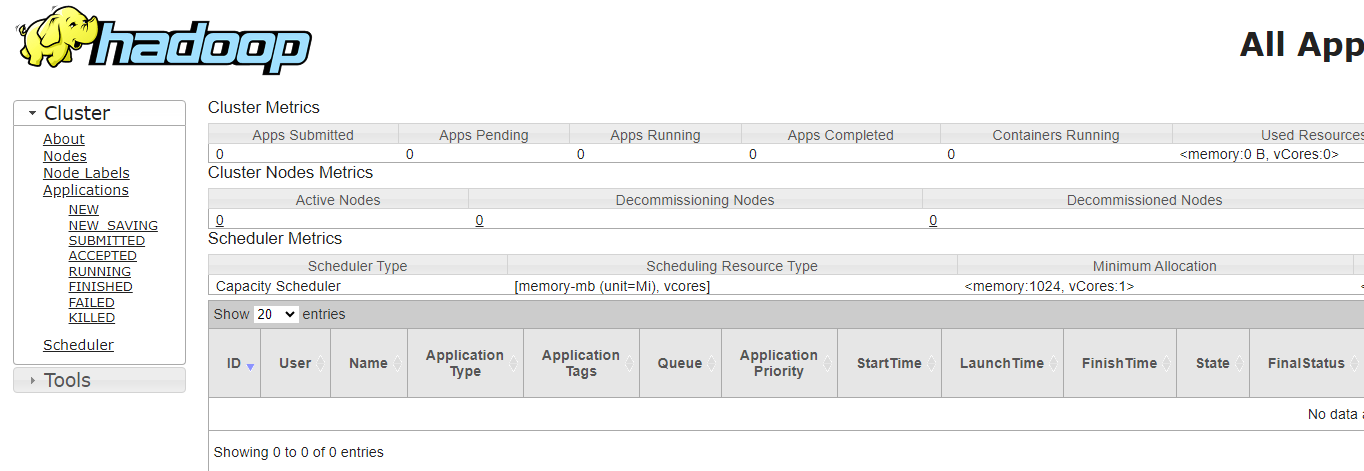 hadoop
All App
Cluster
About
Nodes
Node Labels
Applications
NEW
NEW_SAVING
SUBMITTED
ACCEPTED
RUNNING
FINISHED
FAILED
KILLED
Scheduler
Tools
Cluster Metrics
Apps Submitted Apps Pending Apps Running Apps Completed Containers Running Used Resources
0 0 0 0 0 <memory:0 B, vCores:0>
Cluster Nodes Metrics
Active Nodes Decommissioning Nodes Decommissioned Nodes
0 0 0
Scheduler Metrics
Scheduler Type Scheduling Resource Type Minimum Allocation
Capacity Scheduler [memory-mb (unit=Mi), vcores] <memory:1024, vCores:1> <
Show 20 entries
ID User Name Application Type Application Tags Queue Application Priority StartTime LaunchTime FinishTime State FinalStatus
No data a
Showing 0 to 0 of 0 entries